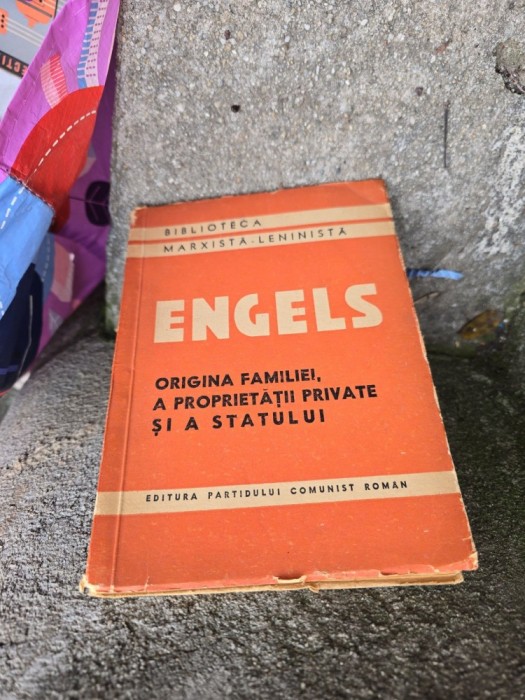 BIBLIOTECA
MARXISTĂ-LENINISTĂ
ENGELS
ORIGINA FAMILIEI,
A PROPRIETĂȚII PRIVATE
ȘI A STATULUI
EDITURA PARTIDULUI COMUNIST ROMÂN